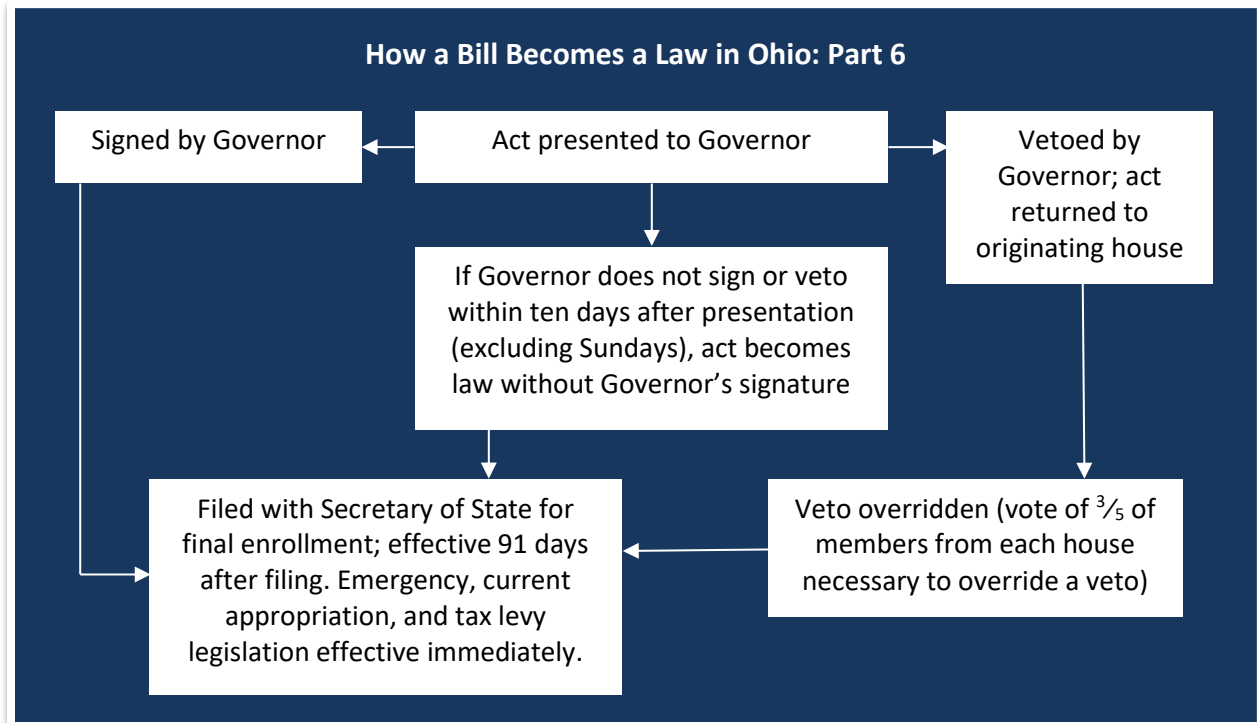 How a Bill Becomes a Law in Ohio: Part 6
Signed by Governor
Act presented to Governor
Vetoed by
Governor; act
returned to
originating house
If Governor does not sign or veto
within ten days after presentation
(excluding Sundays), act becomes
law without Governor’s signature
Filed with Secretary of State for
final enrollment; effective 91 days
after filing. Emergency, current
appropriation, and tax levy
legislation effective immediately.
Veto overridden (vote of ³⁄₅ of
members from each house
necessary to override a veto)